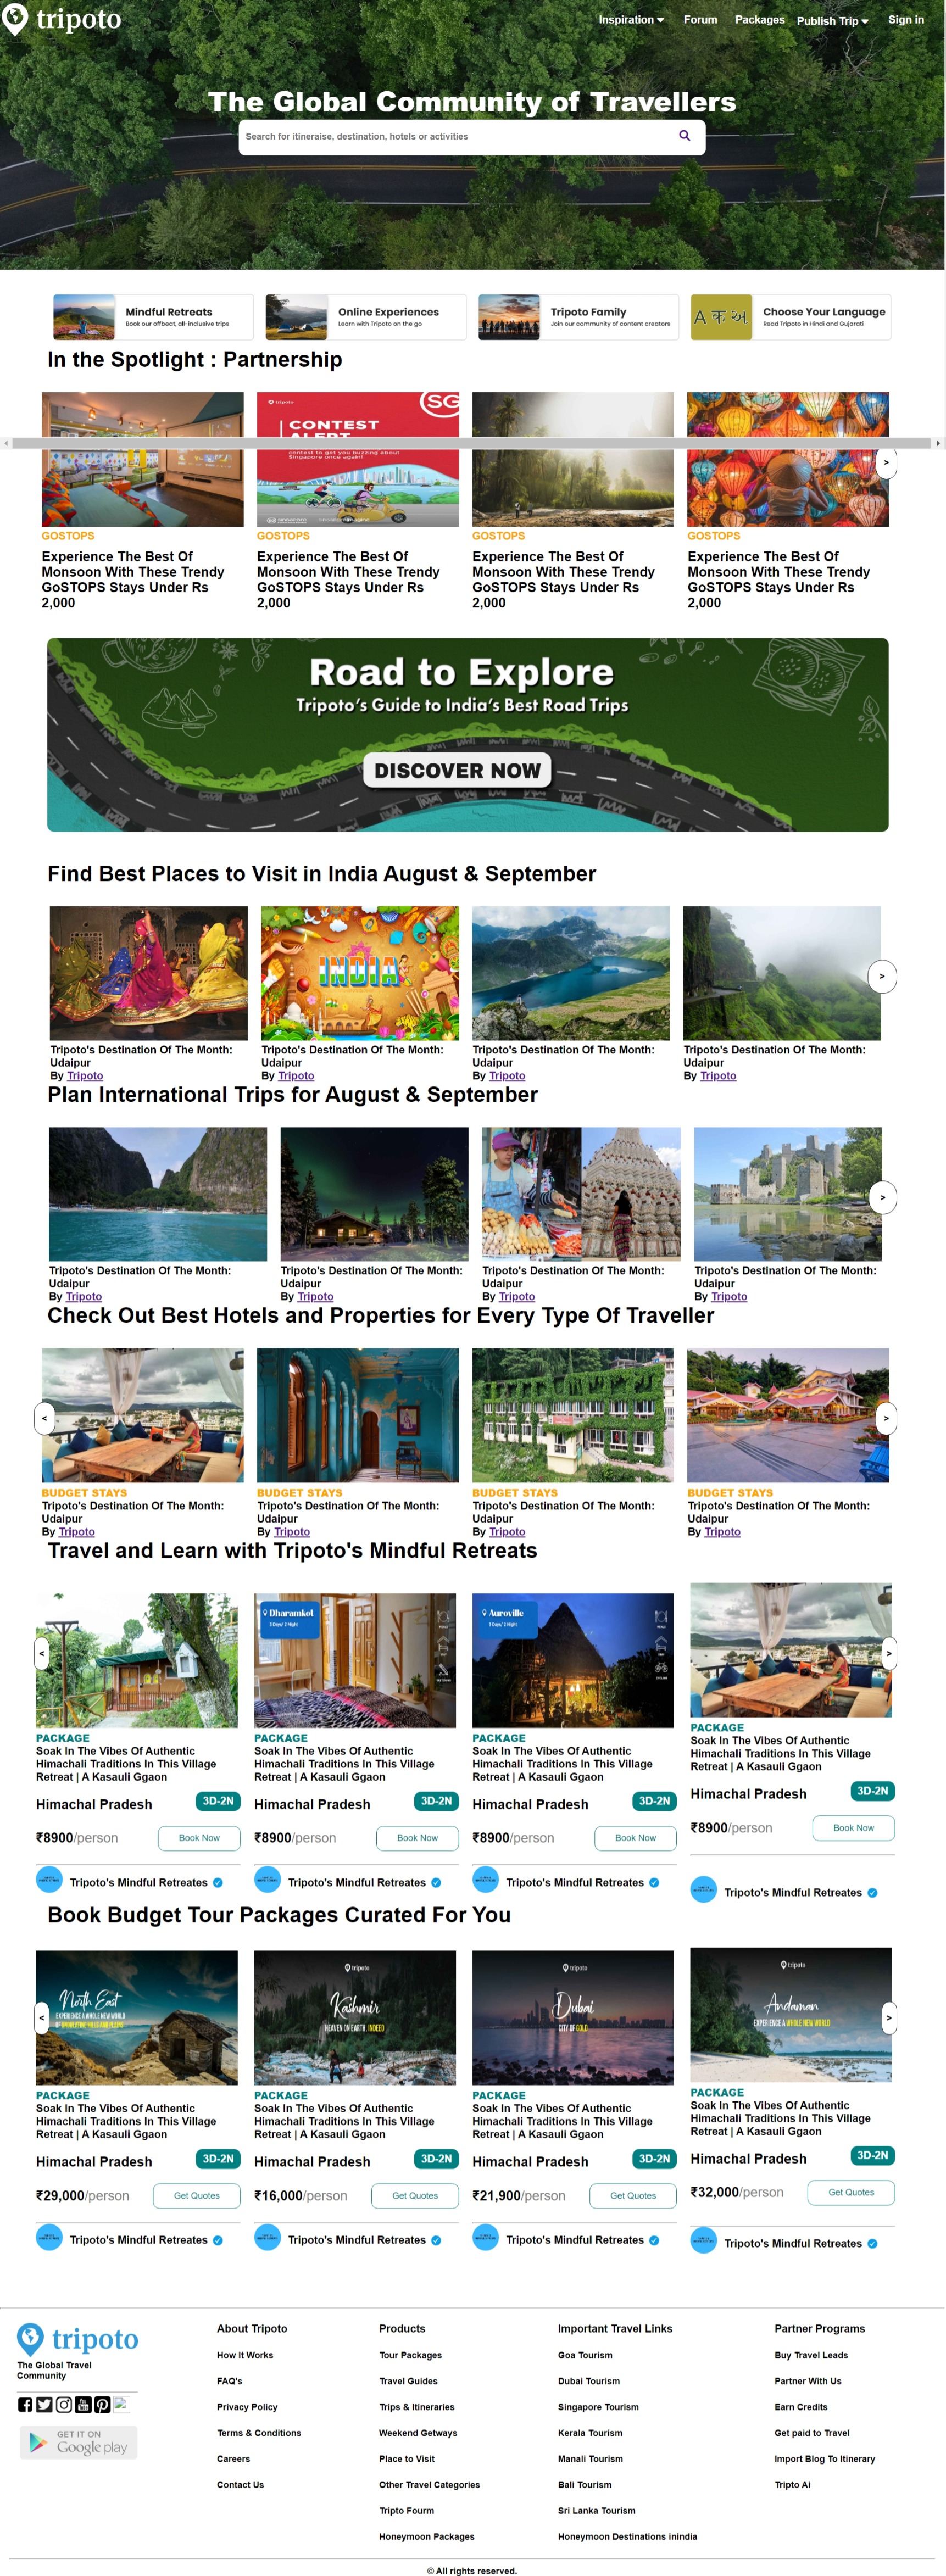 tripoto
Inspiration Forum Packages Publish Trip Sign in
The Global Community of Travellers
Search for itineraise, destination, hotels or activities
Mindful Retreats
Book our offbeat, all-inclusive trips
Online Experiences
Learn with Tripoto on the go
Tripoto Family
Join our community of content creators
A क અ
Choose Your Language
Read Tripoto in Hindi and Gujarati
In the Spotlight : Partnership
tripoto
SG
CONTEST
ALERT
context to get you buzzing about
Singapore once again!
>
GOSTOPS
Experience The Best Of
Monsoon With These Trendy
GoSTOPS Stays Under Rs
2,000
GOSTOPS
Experience The Best Of
Monsoon With These Trendy
GoSTOPS Stays Under Rs
2,000
GOSTOPS
Experience The Best Of
Monsoon With These Trendy
GoSTOPS Stays Under Rs
2,000
GOSTOPS
Experience The Best Of
Monsoon With These Trendy
GoSTOPS Stays Under Rs
2,000
Road to Explore
Tripoto's Guide to India's Best Road Trips
DISCOVER NOW
Find Best Places to Visit in India August & September
INDIA
>
Tripoto's Destination Of The Month:
Udaipur
By Tripoto
Tripoto's Destination Of The Month:
Udaipur
By Tripoto
Tripoto's Destination Of The Month:
Udaipur
By Tripoto
Tripoto's Destination Of The Month:
Udaipur
By Tripoto
Plan International Trips for August & September
>
Tripoto's Destination Of The Month:
Udaipur
By Tripoto
Tripoto's Destination Of The Month:
Udaipur
By Tripoto
Tripoto's Destination Of The Month:
Udaipur
By Tripoto
Tripoto's Destination Of The Month:
Udaipur
By Tripoto
Check Out Best Hotels and Properties for Every Type Of Traveller
<
>
BUDGET STAYS
Tripoto's Destination Of The Month:
Udaipur
By Tripoto
BUDGET STAYS
Tripoto's Destination Of The Month:
Udaipur
By Tripoto
BUDGET STAYS
Tripoto's Destination Of The Month:
Udaipur
By Tripoto
BUDGET STAYS
Tripoto's Destination Of The Month:
Udaipur
By Tripoto
Travel and Learn with Tripoto's Mindful Retreats
<
Dharamkot
3 Days/ 2 Night
Auroville
3 Days/ 2 Night
>
PACKAGE
Soak In The Vibes Of Authentic
Himachali Traditions In This Village
Retreat | A Kasauli Ggaon
Himachal Pradesh 3D-2N
₹8900/person Book Now
Tripoto's Mindful Retreates
PACKAGE
Soak In The Vibes Of Authentic
Himachali Traditions In This Village
Retreat | A Kasauli Ggaon
Himachal Pradesh 3D-2N
₹8900/person Book Now
Tripoto's Mindful Retreates
PACKAGE
Soak In The Vibes Of Authentic
Himachali Traditions In This Village
Retreat | A Kasauli Ggaon
Himachal Pradesh 3D-2N
₹8900/person Book Now
Tripoto's Mindful Retreates
PACKAGE
Soak In The Vibes Of Authentic
Himachali Traditions In This Village
Retreat | A Kasauli Ggaon
Himachal Pradesh 3D-2N
₹8900/person Book Now
Tripoto's Mindful Retreates
Book Budget Tour Packages Curated For You
<
North East
EXPERIENCE A WHOLE NEW WORLD
tripoto
Kashmir
HEAVEN ON EARTH, INDEED
tripoto
Dubai
CITY OF GOLD
tripoto
Andaman
EXPERIENCE A WHOLE NEW WORLD
>
PACKAGE
Soak In The Vibes Of Authentic
Himachali Traditions In This Village
Retreat | A Kasauli Ggaon
Himachal Pradesh 3D-2N
₹29,000/person Get Quotes
Tripoto's Mindful Retreates
PACKAGE
Soak In The Vibes Of Authentic
Himachali Traditions In This Village
Retreat | A Kasauli Ggaon
Himachal Pradesh 3D-2N
₹16,000/person Get Quotes
Tripoto's Mindful Retreates
PACKAGE
Soak In The Vibes Of Authentic
Himachali Traditions In This Village
Retreat | A Kasauli Ggaon
Himachal Pradesh 3D-2N
₹21,900/person Get Quotes
Tripoto's Mindful Retreates
PACKAGE
Soak In The Vibes Of Authentic
Himachali Traditions In This Village
Retreat | A Kasauli Ggaon
Himachal Pradesh 3D-2N
₹32,000/person Get Quotes
Tripoto's Mindful Retreates
tripoto
The Global Travel
Community
GET IT ON
Google play
About Tripoto
How It Works
FAQ's
Privacy Policy
Terms & Conditions
Careers
Contact Us
Products
Tour Packages
Travel Guides
Trips & Itineraries
Weekend Getways
Place to Visit
Other Travel Categories
Tripto Fourm
Honeymoon Packages
Important Travel Links
Goa Tourism
Dubai Tourism
Singapore Tourism
Kerala Tourism
Manali Tourism
Bali Tourism
Sri Lanka Tourism
Honeymoon Destinations inindia
Partner Programs
Buy Travel Leads
Partner With Us
Earn Credits
Get paid to Travel
Import Blog To Itinerary
Tripto Ai
© All rights reserved.